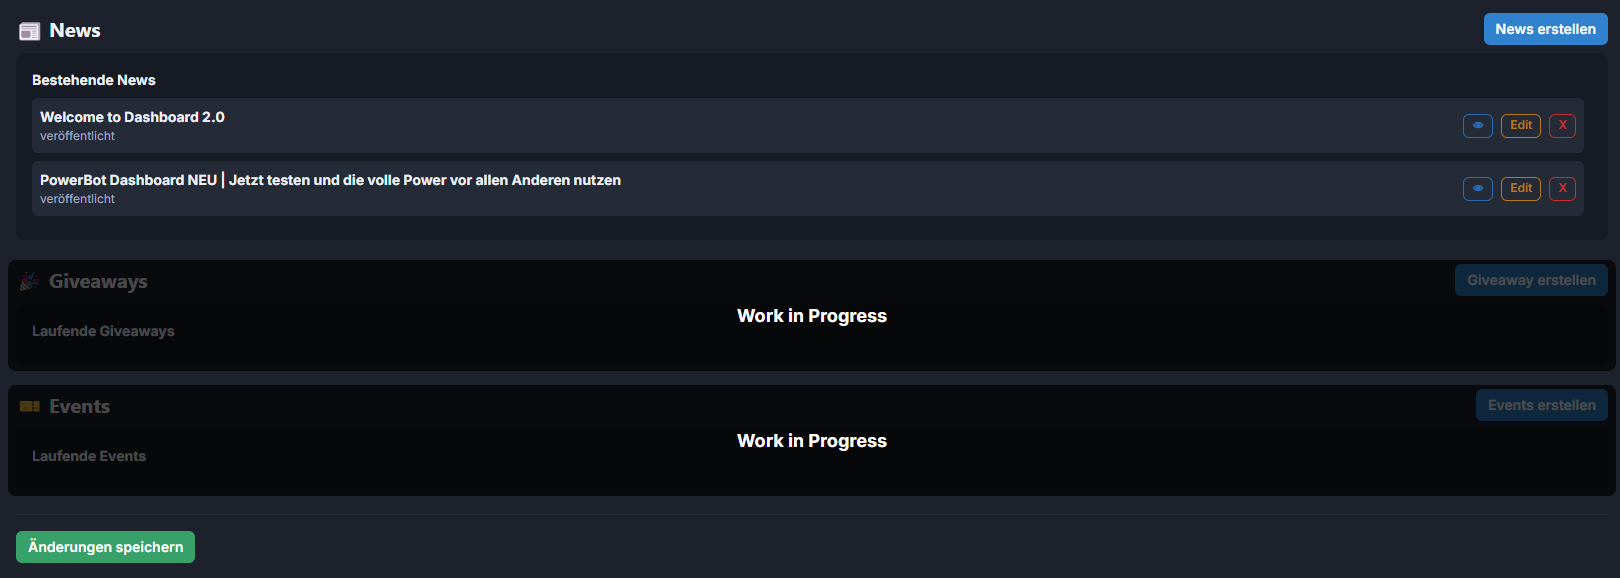 News
News erstellen
Bestehende News
Welcome to Dashboard 2.0
veröffentlicht
Edit
X
PowerBot Dashboard NEU | Jetzt testen und die volle Power vor allen Anderen nutzen
veröffentlicht
Edit
X
Giveaways
Giveaway erstellen
Work in Progress
Laufende Giveaways
Events
Events erstellen
Work in Progress
Laufende Events
Änderungen speichern